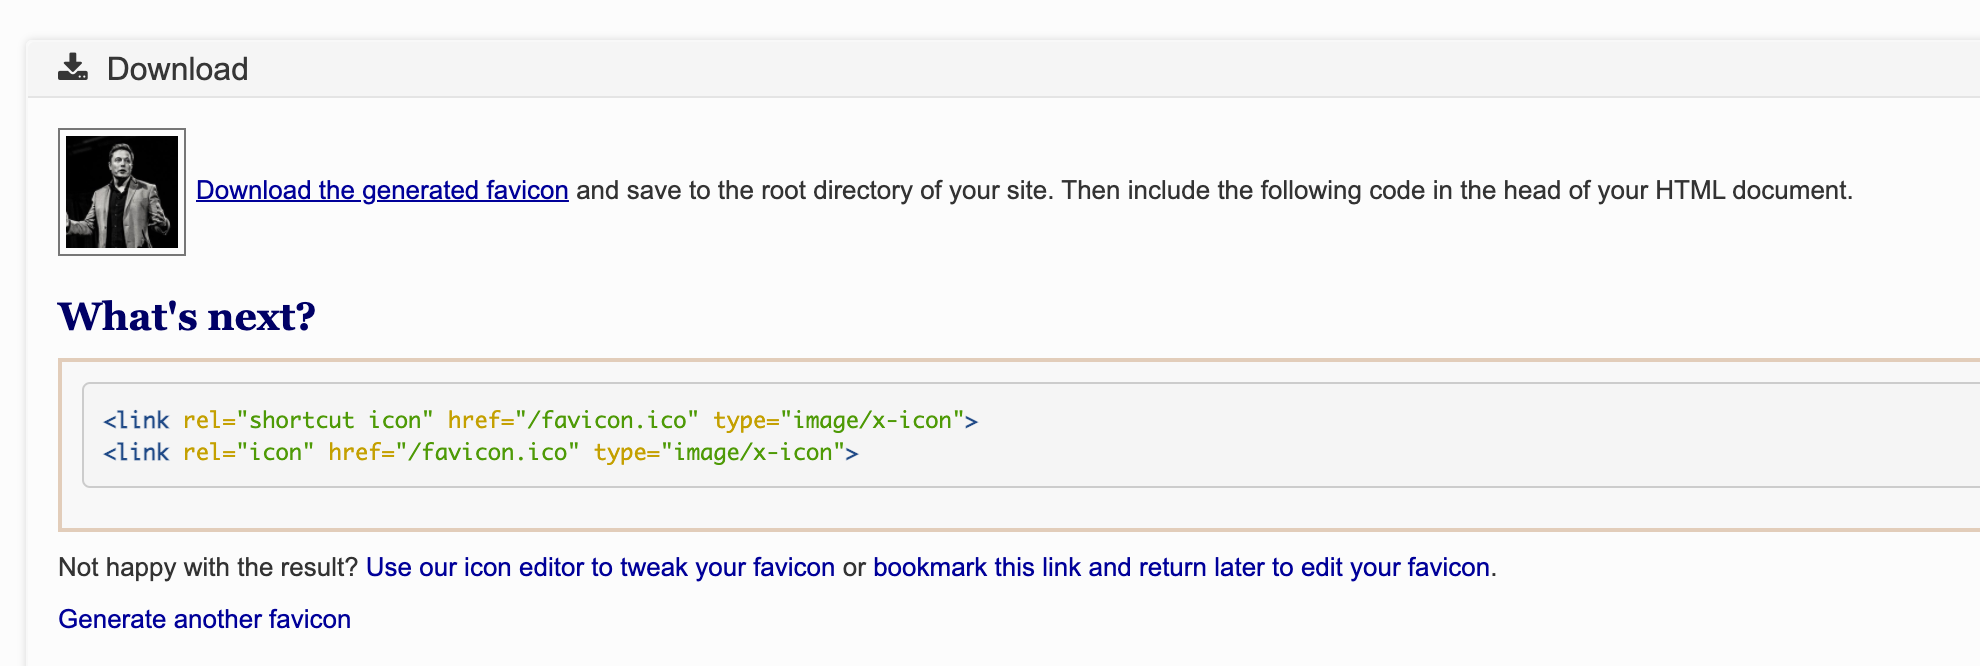 Download
Download the generated favicon and save to the root directory of your site. Then include the following code in the head of your HTML document.
What's next?
<link rel="shortcut icon" href="/favicon.ico" type="image/x-icon">
<link rel="icon" href="/favicon.ico" type="image/x-icon">
Not happy with the result? Use our icon editor to tweak your favicon or bookmark this link and return later to edit your favicon.
Generate another favicon